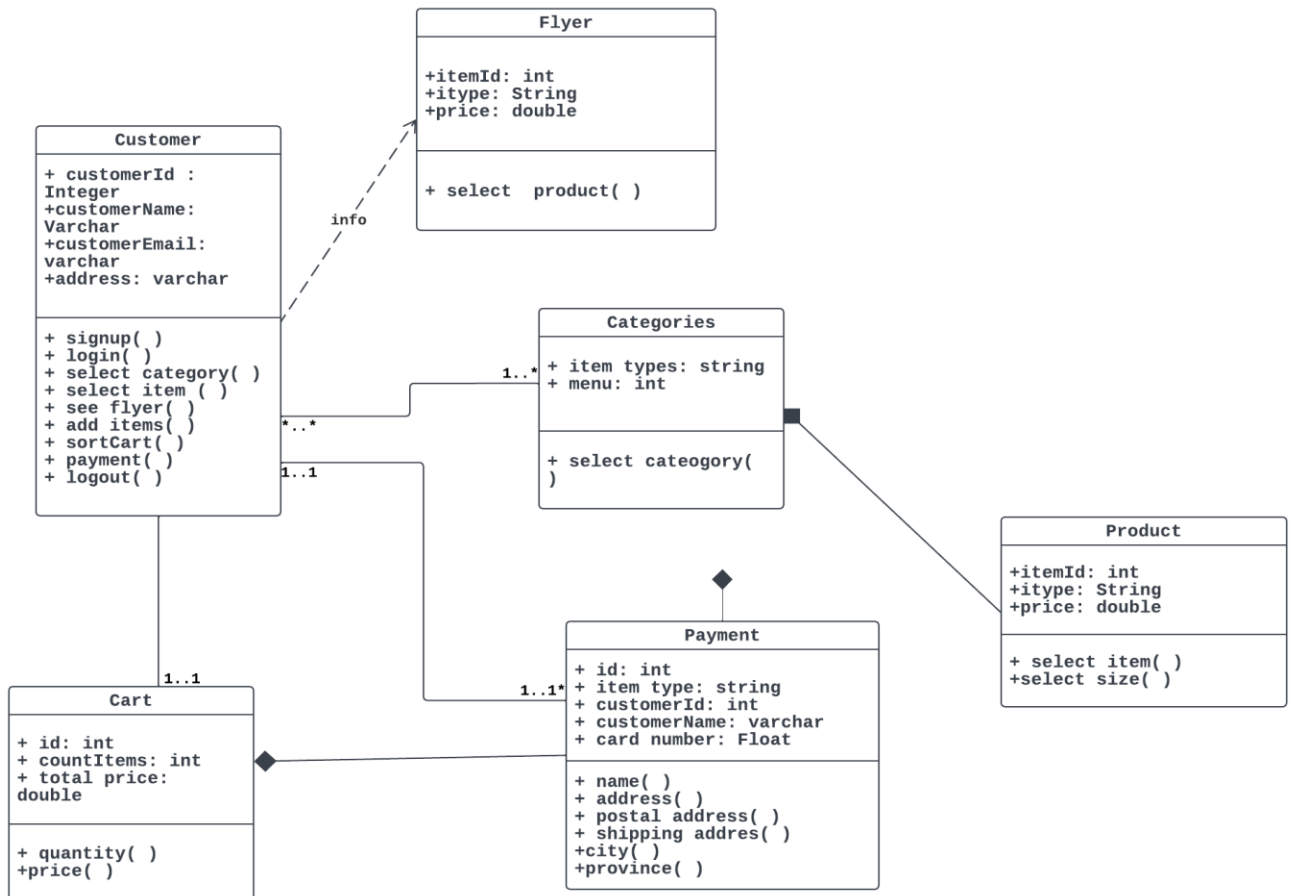 Flyer
+itemId: int
+itype: String
+price: double
+ select  product( )
Customer
+ customerId :
Integer
+customerName:
Varchar
+customerEmail:
varchar
+address: varchar
+ signup( )
+ login( )
+ select category( )
+ select item ( )
+ see flyer( )
+ add items( )
+ sortCart( )
+ payment( )
+ logout( )
info
Categories
+ item types: string
+ menu: int
+ select cateogory(
)
1..*
*..*
1..1
Product
+itemId: int
+itype: String
+price: double
+ select item( )
+select size( )
Payment
+ id: int
+ item type: string
+ customerId: int
+ customerName: varchar
+ card number: Float
+ name( )
+ address( )
+ postal address( )
+ shipping addres( )
+city( )
+province( )
1..1*
1..1
Cart
+ id: int
+ countItems: int
+ total price:
double
+ quantity( )
+price( )